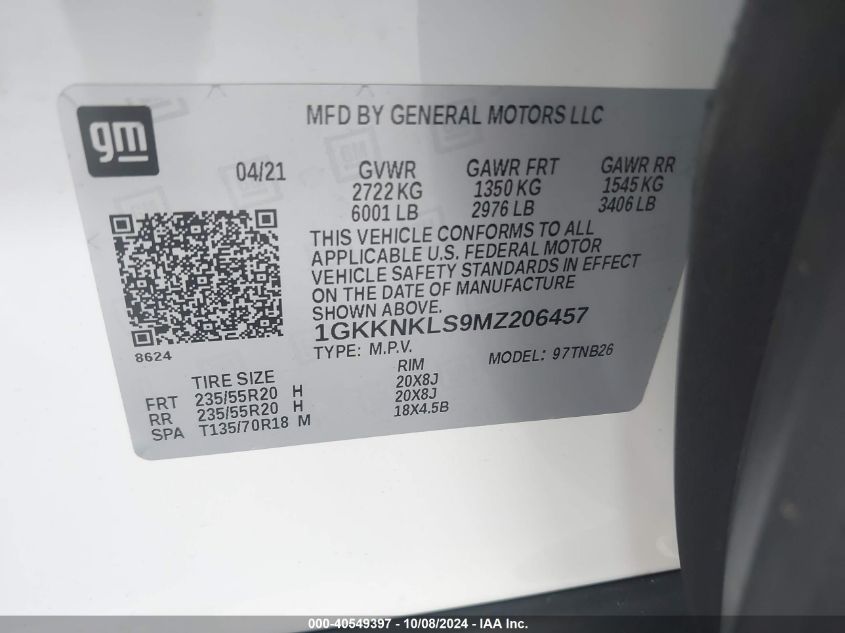 gm
MFD BY GENERAL MOTORS LLC
04/21 GVWR GAWR FRT GAWR RR
2722 KG 1350 KG 1545 KG
6001 LB 2976 LB 3406 LB
THIS VEHICLE CONFORMS TO ALL
APPLICABLE U.S. FEDERAL MOTOR
VEHICLE SAFETY STANDARDS IN EFFECT
ON THE DATE OF MANUFACTURE
SHOWN ABOVE.
1GKKNKLS9MZ206457
8624
TYPE: M.P.V. MODEL: 97TNB26
TIRE SIZE RIM
FRT 235/55R20 H 20X8J
RR 235/55R20 H 20X8J
SPA T135/70R18 M 18X4.5B
000-40549397 - 10/08/2024 - IAA Inc.